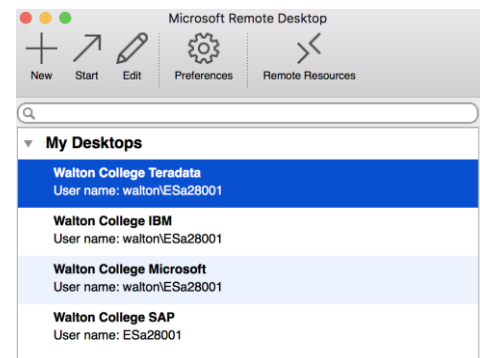 Microsoft Remote Desktop
New Start Edit Preferences Remote Resources
My Desktops
Walton College Teradata
User name: walton\ESa28001
Walton College IBM
User name: walton\ESa28001
Walton College Microsoft
User name: walton\ESa28001
Walton College SAP
User name: ESa28001